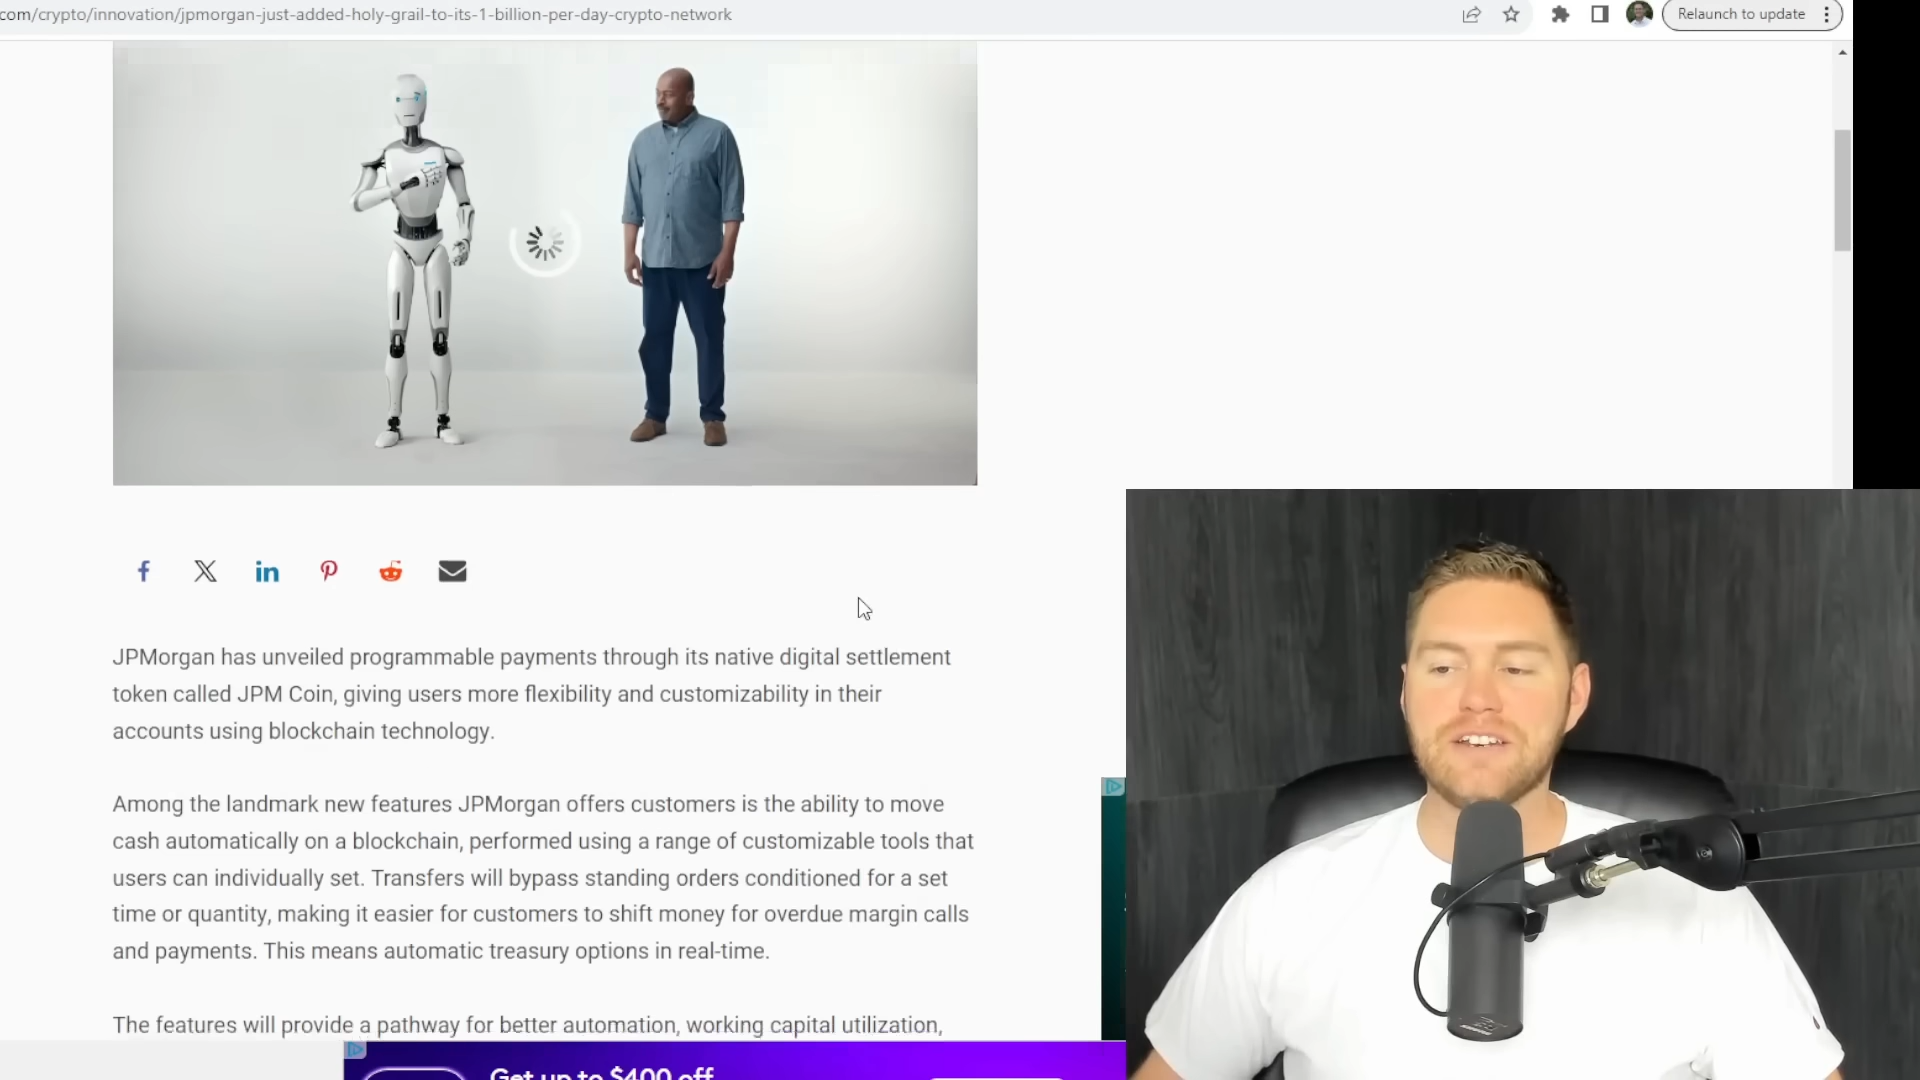 com/crypto/innovation/jpmorgan-just-added-holy-grail-to-its-1-billion-per-day-crypto-network
Relaunch to update
JPMorgan has unveiled programmable payments through its native digital settlement
token called JPM Coin, giving users more flexibility and customizability in their
accounts using blockchain technology.
Among the landmark new features JPMorgan offers customers is the ability to move
cash automatically on a blockchain, performed using a range of customizable tools that
users can individually set. Transfers will bypass standing orders conditioned for a set
time or quantity, making it easier for customers to shift money for overdue margin calls
and payments. This means automatic treasury options in real-time.
The features will provide a pathway for better automation, working capital utilization,
Get up to $400 off